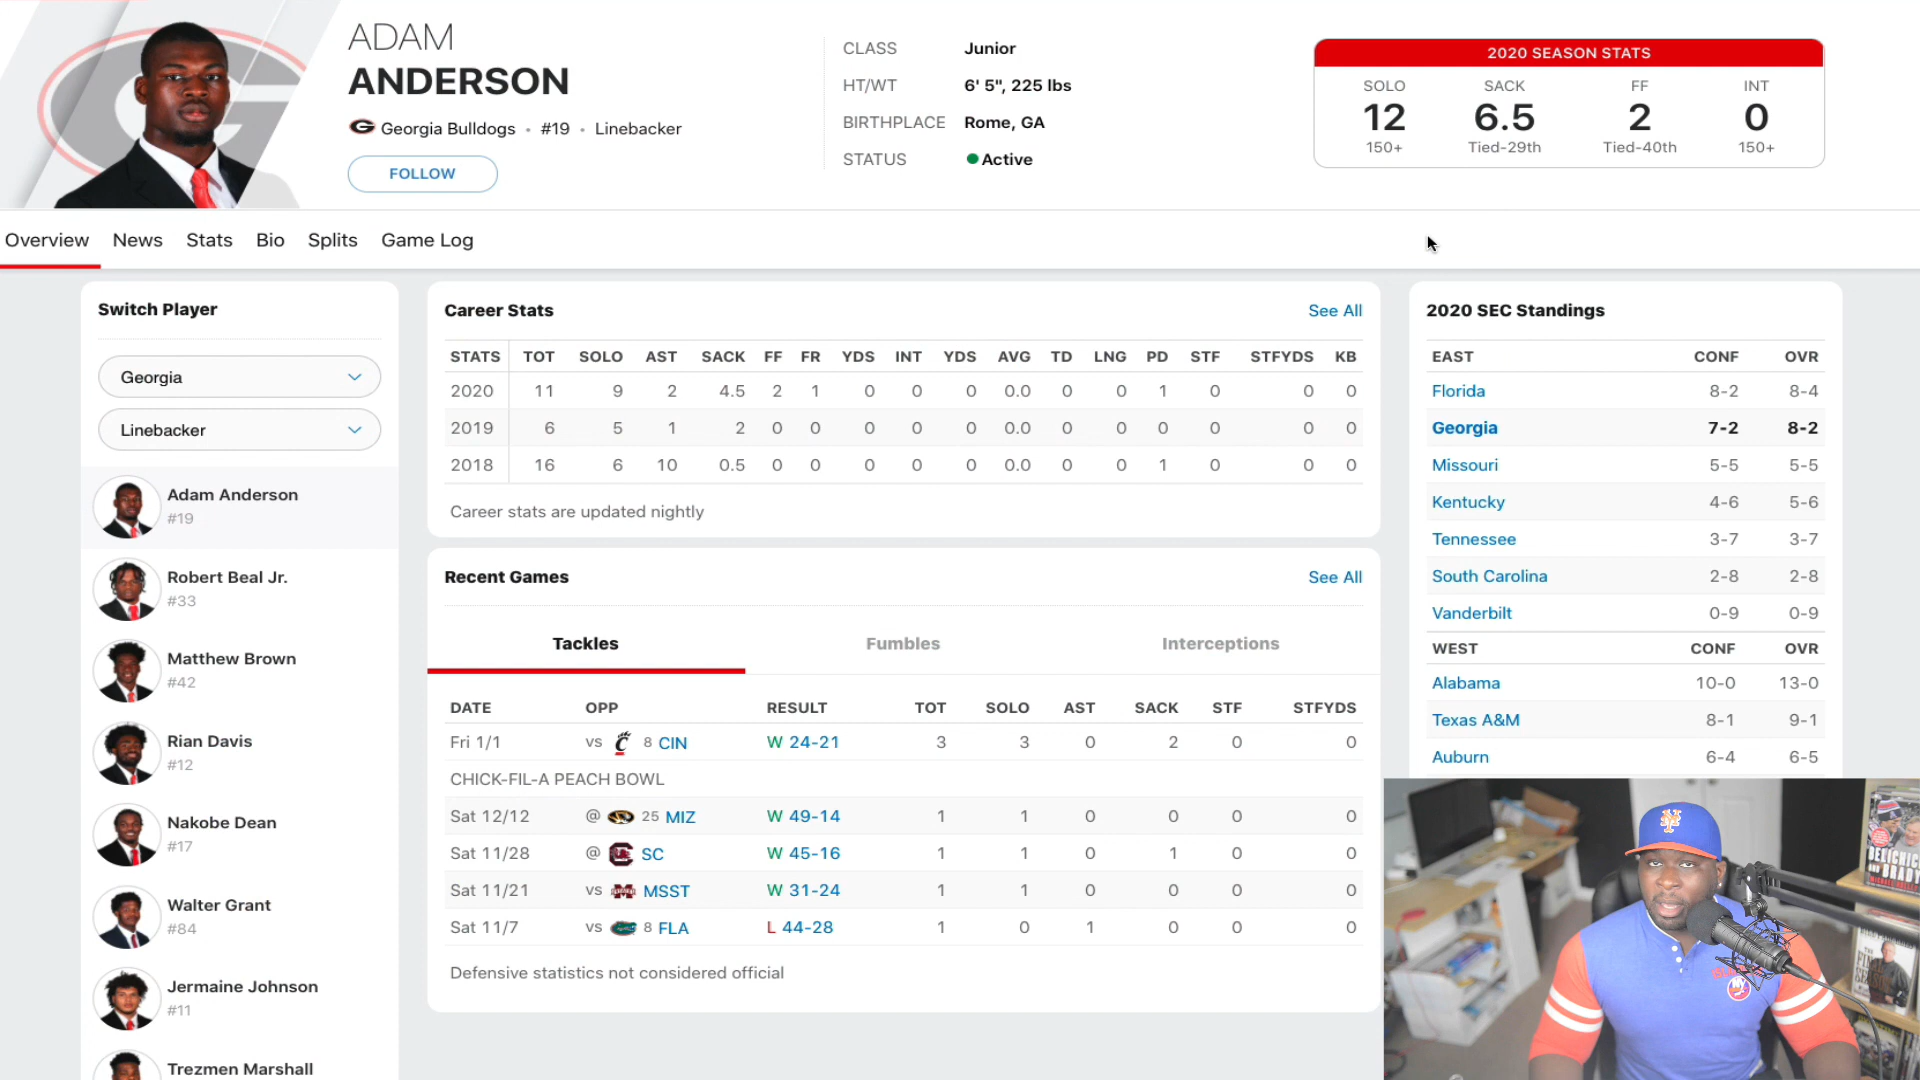 ADAM
ANDERSON
Georgia Bulldogs • #19 • Linebacker
FOLLOW
CLASS Junior
HT/WT 6' 5", 225 lbs
BIRTHPLACE Rome, GA
STATUS Active
2020 SEASON STATS
SOLO SACK FF INT
12 6.5 2 0
150+ Tied-29th Tied-40th 150+
Overview News Stats Bio Splits Game Log
Switch Player
Georgia
Linebacker
Adam Anderson
#19
Robert Beal Jr.
#33
Matthew Brown
#42
Rian Davis
#12
Nakobe Dean
#17
Walter Grant
#84
Jermaine Johnson
#11
Trezmen Marshall
Career Stats See All
STATS TOT SOLO AST SACK FF FR YDS INT YDS AVG TD LNG PD STF STFYDS KB
2020 11 9 2 4.5 2 1 0 0 0 0.0 0 0 1 0 0 0
2019 6 5 1 2 0 0 0 0 0 0.0 0 0 0 0 0 0
2018 16 6 10 0.5 0 0 0 0 0 0.0 0 0 1 0 0 0
Career stats are updated nightly
Recent Games See All
Tackles Fumbles Interceptions
DATE OPP RESULT TOT SOLO AST SACK STF STFYDS
Fri 1/1 vs 8 CIN W 24-21 3 3 0 2 0 0
CHICK-FIL-A PEACH BOWL
Sat 12/12 @ 25 MIZ W 49-14 1 1 0 0 0 0
Sat 11/28 @ SC W 45-16 1 1 0 1 0 0
Sat 11/21 vs MSST W 31-24 1 1 0 0 0 0
Sat 11/7 vs 8 FLA L 44-28 1 0 1 0 0 0
Defensive statistics not considered official
2020 SEC Standings
EAST CONF OVR
Florida 8-2 8-4
Georgia 7-2 8-2
Missouri 5-5 5-5
Kentucky 4-6 5-6
Tennessee 3-7 3-7
South Carolina 2-8 2-8
Vanderbilt 0-9 0-9
WEST CONF OVR
Alabama 10-0 13-0
Texas A&M 8-1 9-1
Auburn 6-4 6-5
BELICHICK
AND BRADY
NY